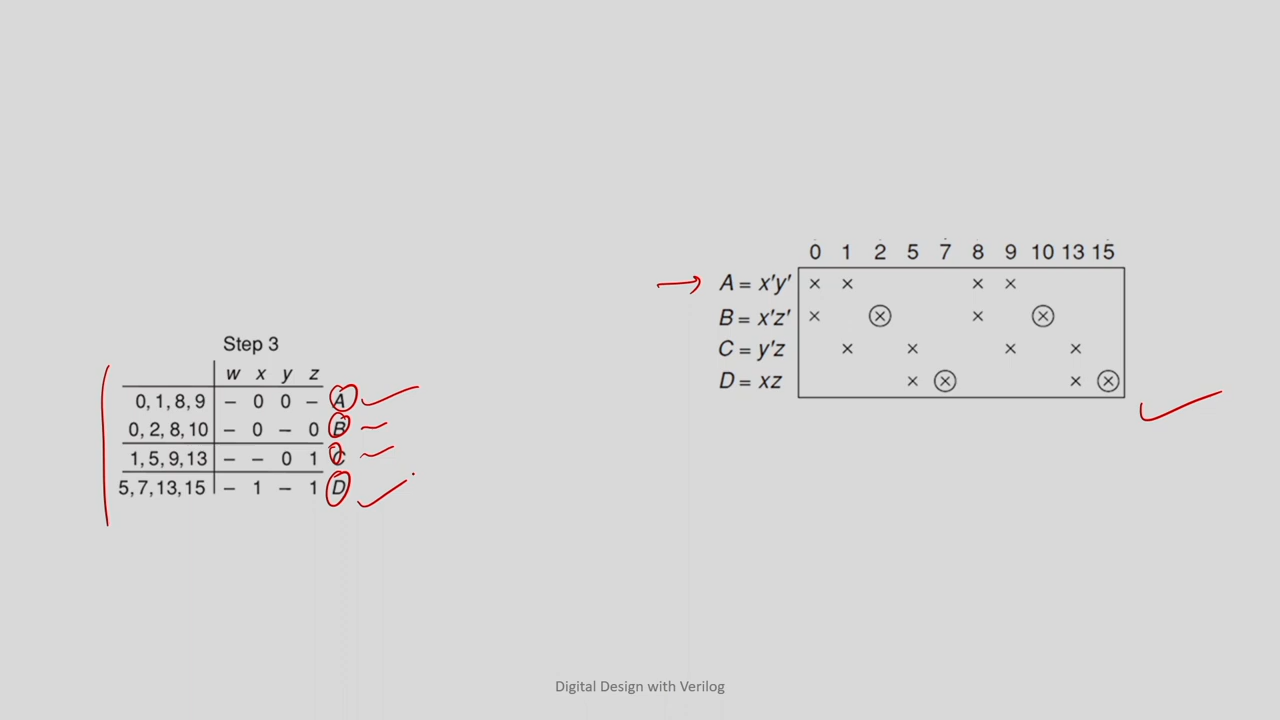 Step 3
w x y z
0, 1, 8, 9 – 0 0 – A
0, 2, 8, 10 – 0 – 0 B
1, 5, 9, 13 – – 0 1 C
5, 7, 13, 15 – 1 – 1 D
0 1 2 5 7 8 9 10 13 15
A = x'y' × × × ×
B = x'z' × ⊗ × ⊗
C = y'z × × × ×
D = xz × ⊗ × ⊗
Digital Design with Verilog